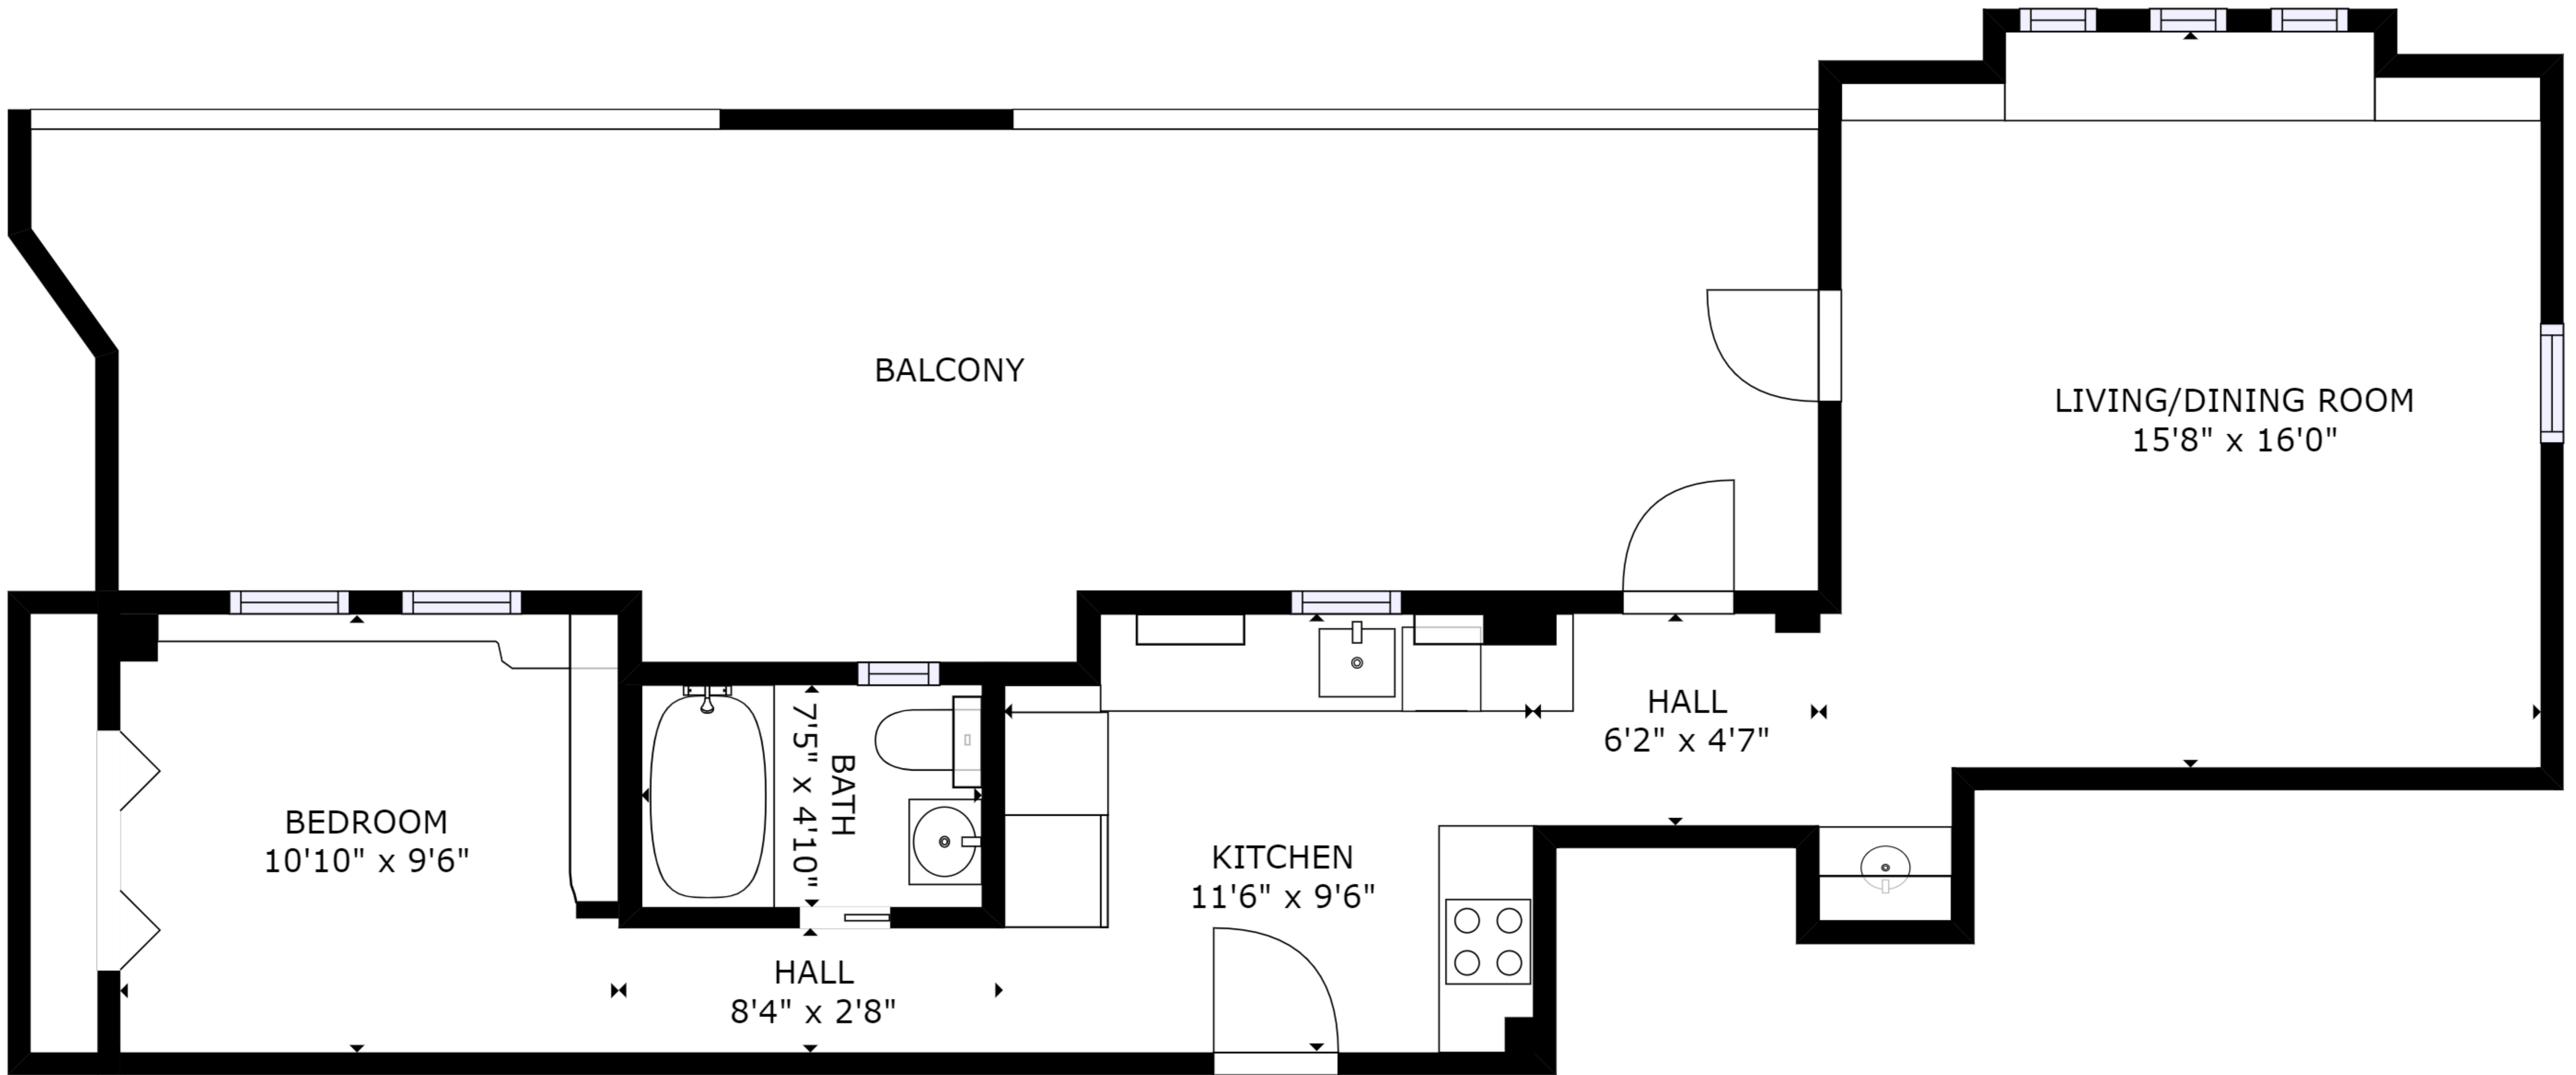 BALCONY
LIVING/DINING ROOM
15'8" x 16'0"
HALL
6'2" x 4'7"
BATH
7'5" x 4'10"
BEDROOM
10'10" x 9'6"
KITCHEN
11'6" x 9'6"
HALL
8'4" x 2'8"